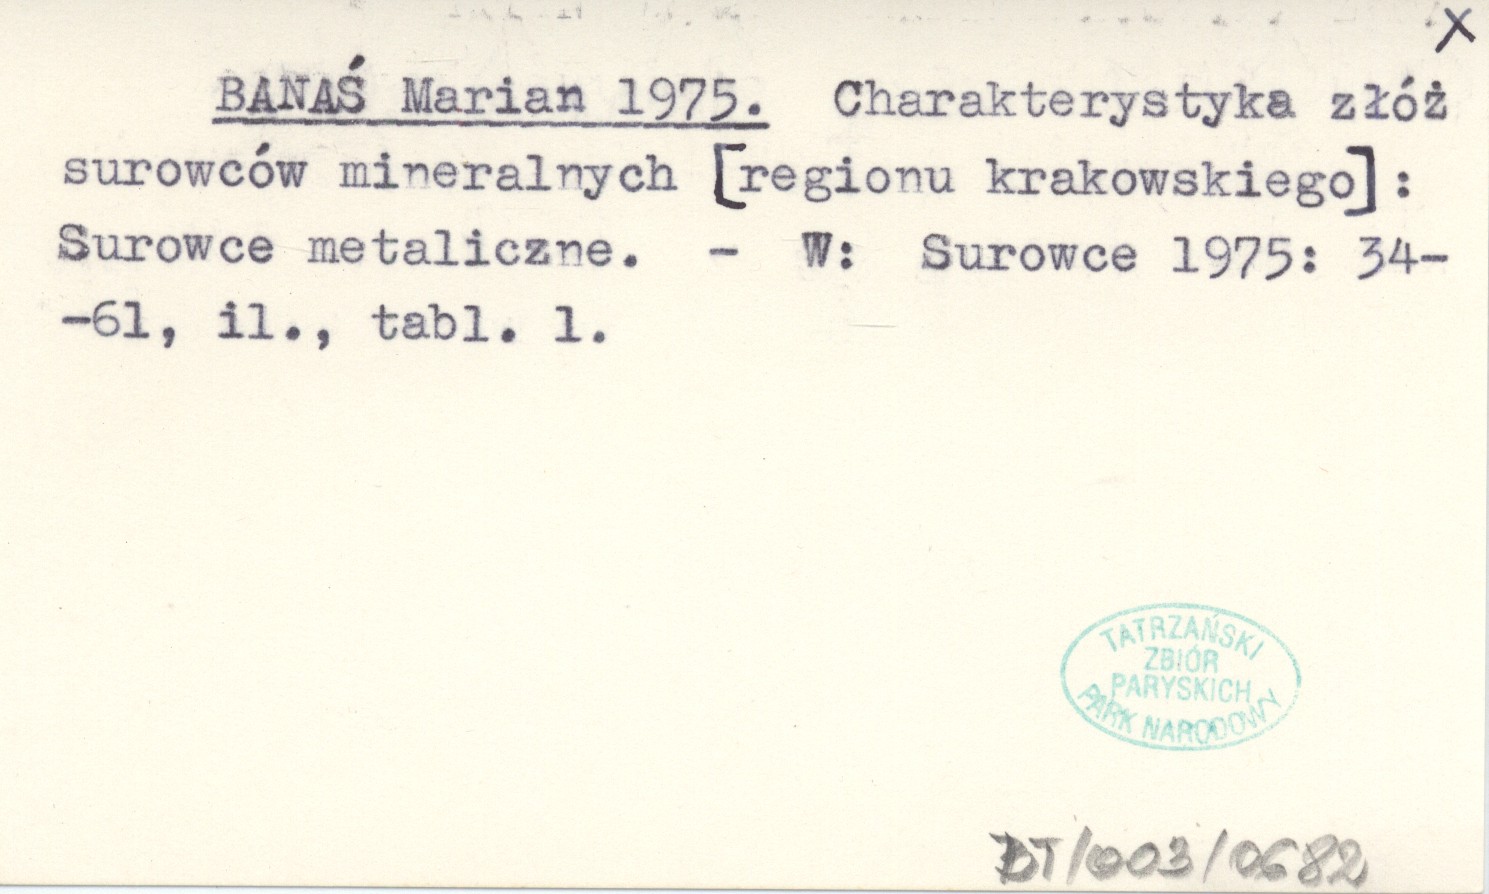 X
BANAŚ Marian 1975. Charakterystyka złóż
surowców mineralnych [regionu krakowskiego]:
Surowce metaliczne. - W: Surowce 1975: 34-
-61, il., tabl. 1.
TATRZAŃSKI
ZBIÓR
PARYSKICH
PARK NARODOWY
BT/003/0682